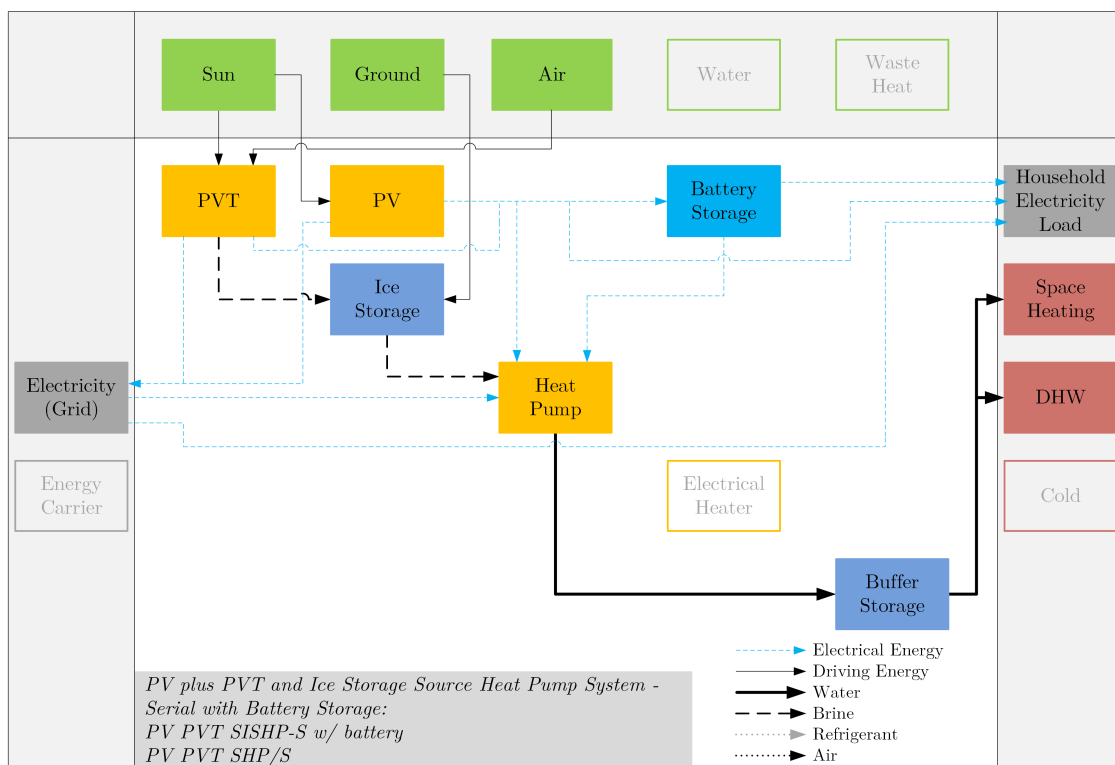 Sun
Ground
Air
Water
Waste
Heat
PVT
PV
Battery
Storage
Household
Electricity
Load
Ice
Storage
Space
Heating
Electricity
(Grid)
Heat
Pump
DHW
Energy
Carrier
Electrical
Heater
Cold
Buffer
Storage
Electrical Energy
Driving Energy
Water
Brine
Refrigerant
Air
PV plus PVT and Ice Storage Source Heat Pump System -
Serial with Battery Storage:
PV PVT SISHP-S w/ battery
PV PVT SHP/S